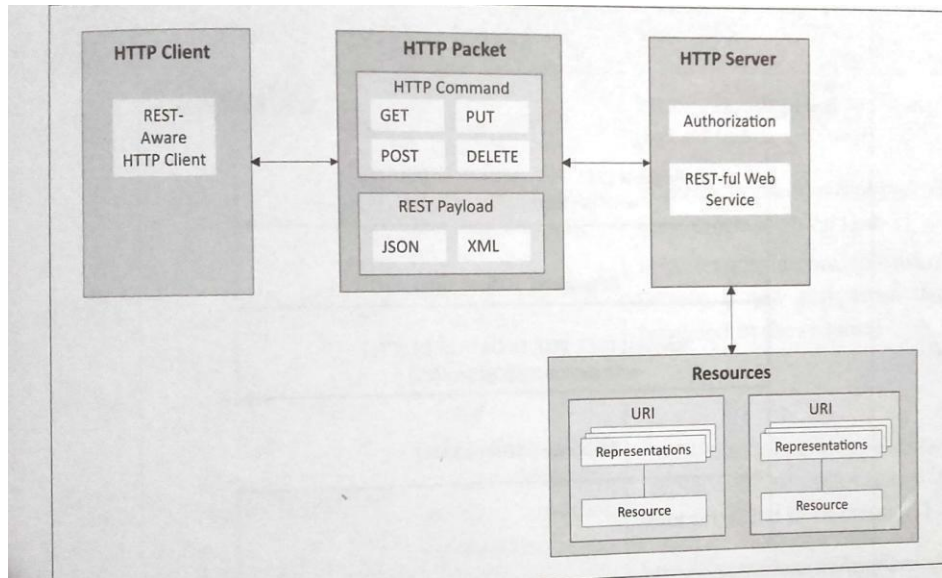 HTTP Client
REST-
Aware
HTTP Client
HTTP Packet
HTTP Command
GET
PUT
POST
DELETE
REST Payload
JSON
XML
HTTP Server
Authorization
REST-ful Web
Service
Resources
URI
Representations
Resource
URI
Representations
Resource